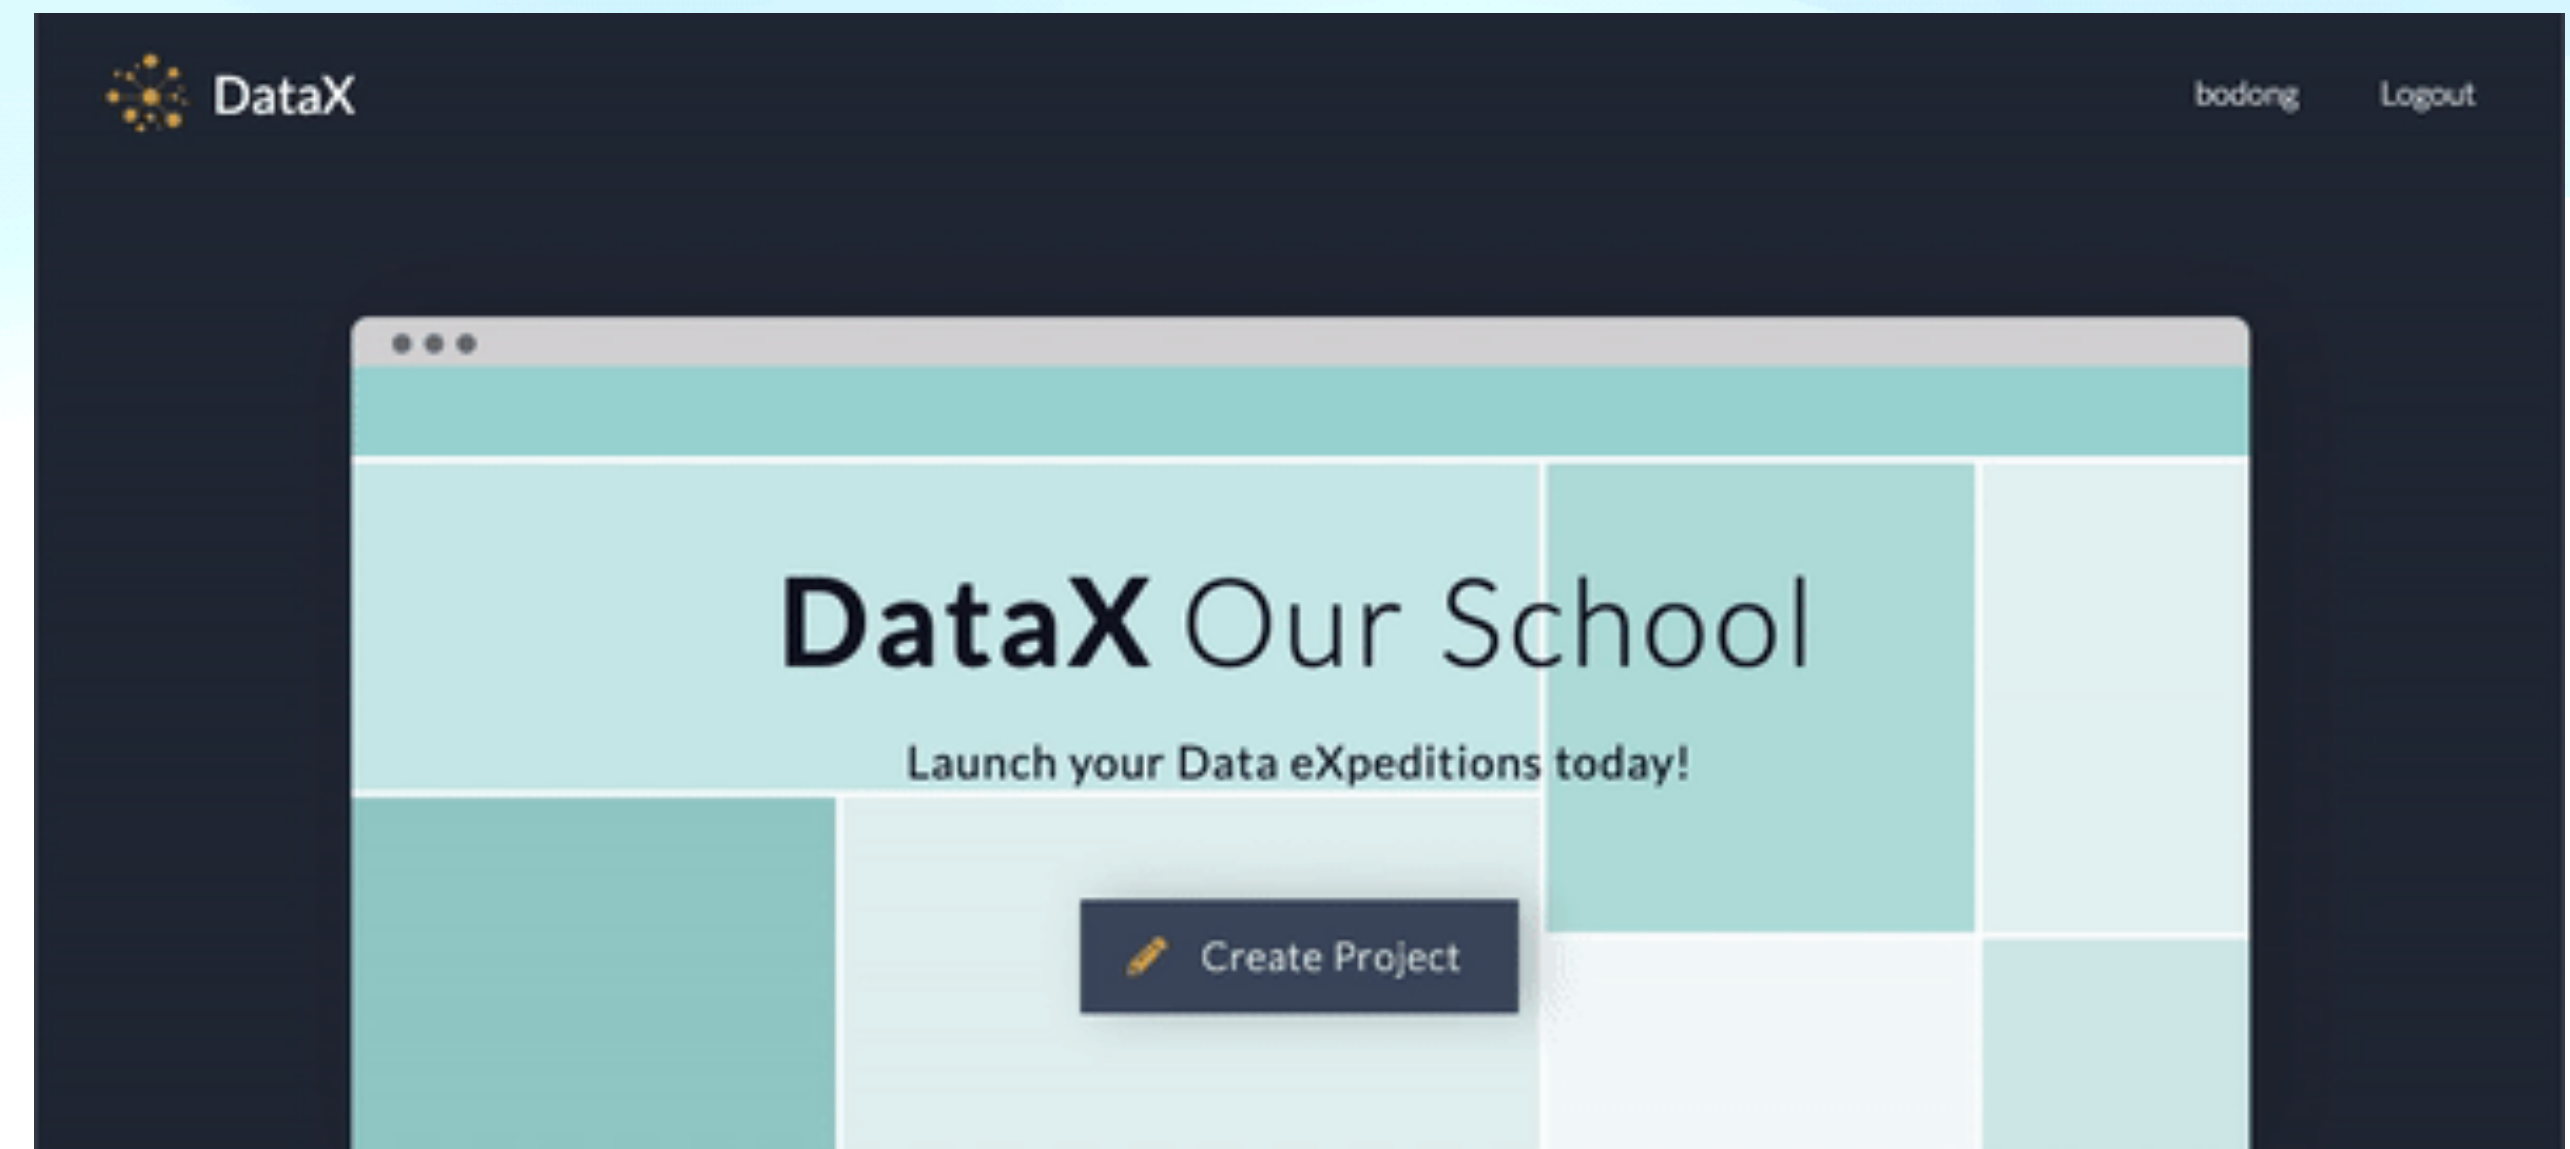 DataX
bodong Logout
DataX Our School
Launch your Data eXpeditions today!
Create Project